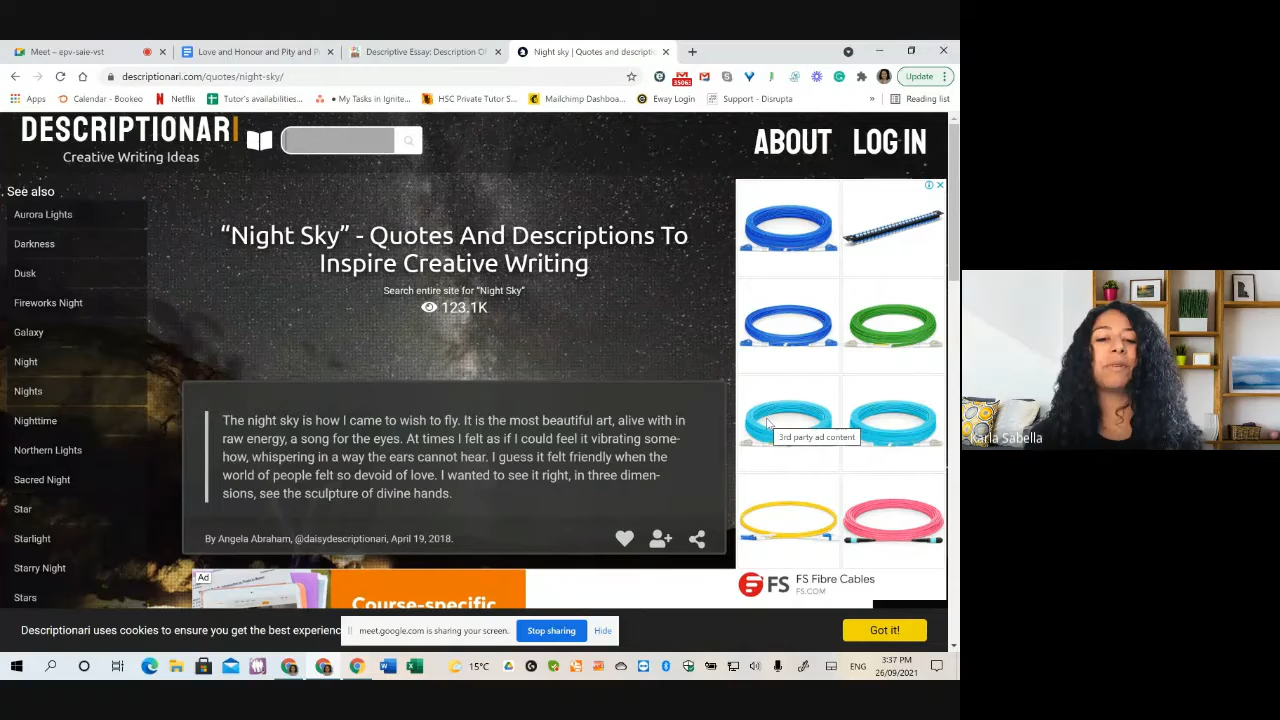 Meet – epv-saie-vst
Love and Honour and Pity and P
Descriptive Essay: Description Of
Night sky | Quotes and descriptio
descriptionari.com/quotes/night-sky/
35063
Update
Apps
Calendar - Bookeo
Netflix
Tutor's availabilities...
• My Tasks in Ignite...
HSC Private Tutor S...
Mailchimp Dashboa...
Eway Login
Support - Disrupta
»
Reading list
DESCRIPTIONARI
Creative Writing Ideas
ABOUT
LOG IN
See also
Aurora Lights
Darkness
Dusk
Fireworks Night
Galaxy
Night
Nights
Nighttime
Northern Lights
Sacred Night
Star
Starlight
Starry Night
Stars
“Night Sky” - Quotes And Descriptions To
Inspire Creative Writing
Search entire site for “Night Sky”
123.1K
The night sky is how I came to wish to fly. It is the most beautiful art, alive with in
raw energy, a song for the eyes. At times I felt as if I could feel it vibrating some-
how, whispering in a way the ears cannot hear. I guess it felt friendly when the
world of people felt so devoid of love. I wanted to see it right, in three dimen-
sions, see the sculpture of divine hands.
By Angela Abraham, @daisydescriptionari, April 19, 2018.
3rd party ad content
FS
FS Fibre Cables
FS.COM
Ad
Course-specific
Descriptionari uses cookies to ensure you get the best experienc
meet.google.com is sharing your screen.
Stop sharing
Hide
Got it!
15°C
ENG
3:37 PM
26/09/2021
Karla Sabella